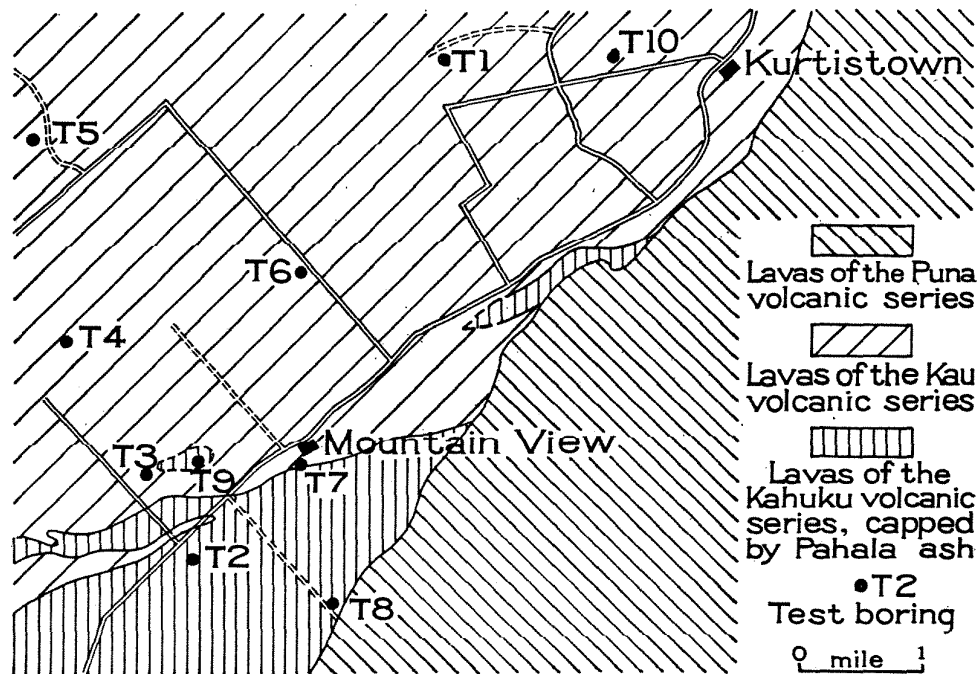 T10
T1
Kurtistown
T5
T6
T4
Mountain View
T3
T9
T7
T2
T8
Lavas of the Puna
volcanic series
Lavas of the Kau
volcanic series
Lavas of the
Kahuku volcanic
series, capped
by Pahala ash
T2
Test boring
0 mile 1